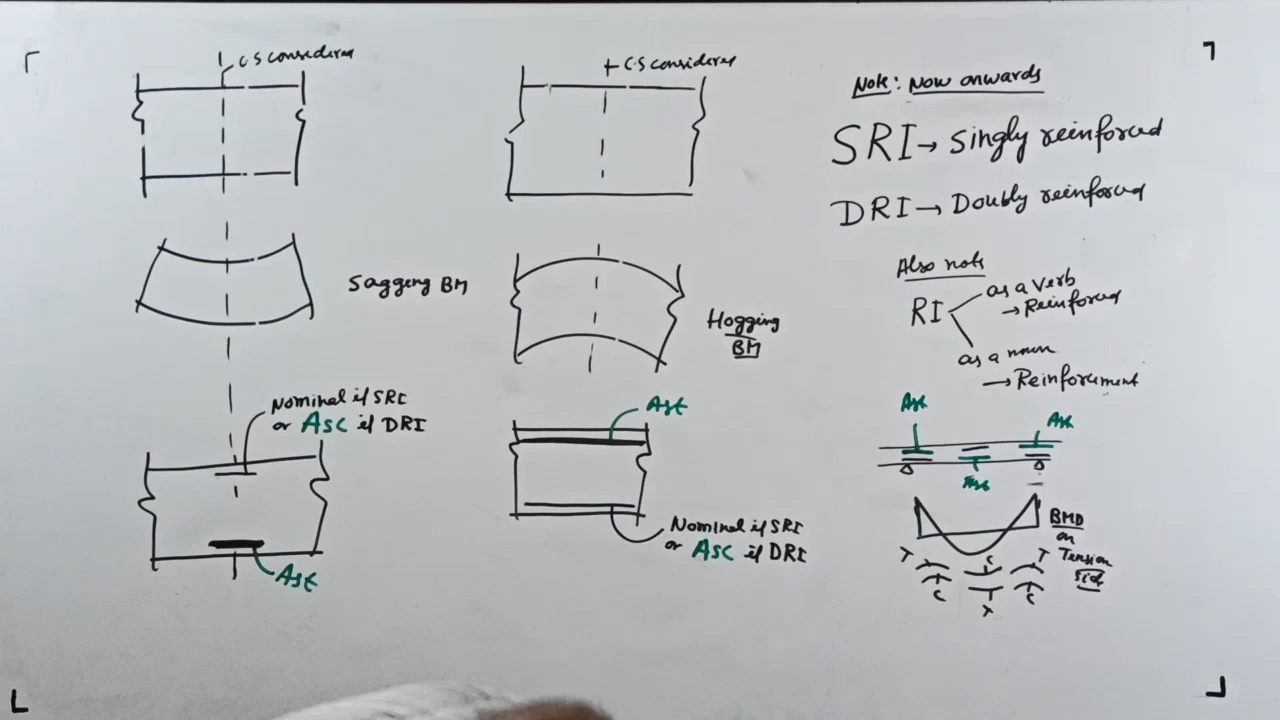 C.S considered
Sagging BM
Nominal if SRI
or Asc if DRI
Ast
C.S considered
Hogging
BM
Ast
Nominal if SRI
or Asc if DRI
Note: Now onwards
SRI → Singly reinforced
DRI → Doubly reinforced
Also note
RI
as a verb
→ Reinforced
as a noun
→ Reinforcement
Ast
Ast
Ast
BMD
on
Tension
side
T
C
C
T
T
C